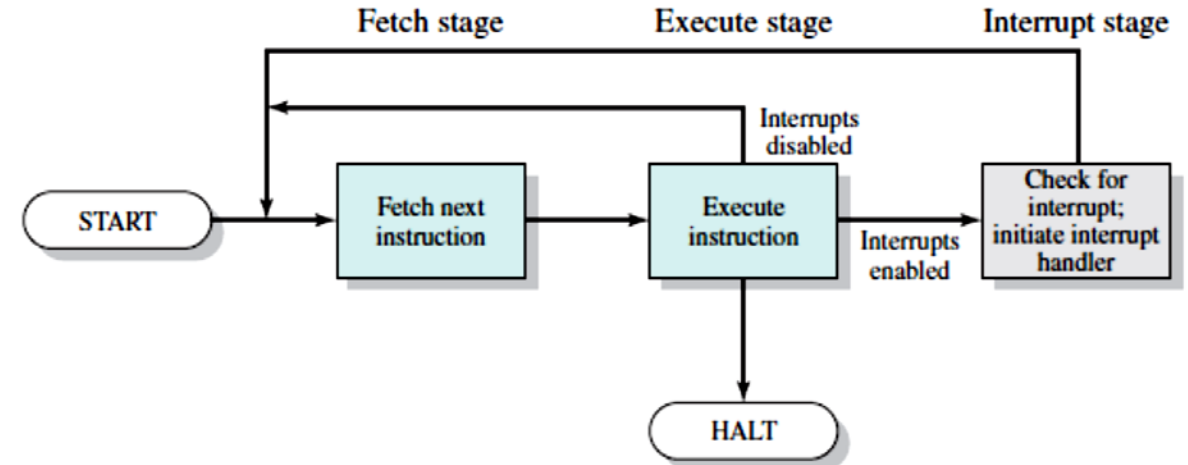 Fetch stage
Execute stage
Interrupt stage
Interrupts
disabled
START
Fetch next
instruction
Execute
instruction
Interrupts
enabled
Check for
interrupt;
initiate interrupt
handler
HALT